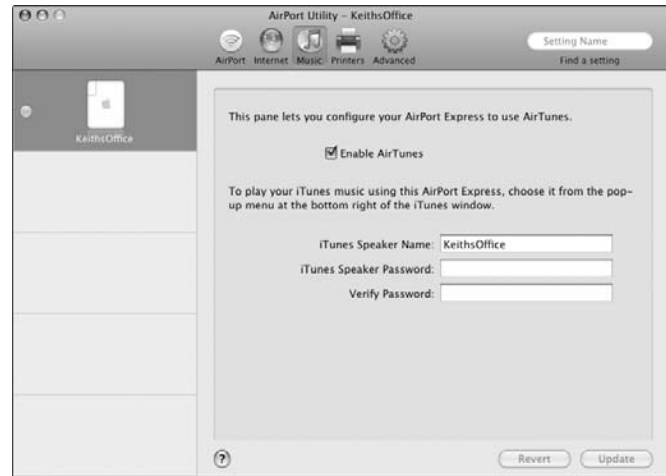 AirPort Utility – KeithsOffice
AirPort Internet Music Printers Advanced
Setting Name
Find a setting
KeithsOffice
This pane lets you configure your AirPort Express to use AirTunes.
Enable AirTunes
To play your iTunes music using this AirPort Express, choose it from the pop-
up menu at the bottom right of the iTunes window.
iTunes Speaker Name: KeithsOffice
iTunes Speaker Password:
Verify Password:
?
Revert
Update